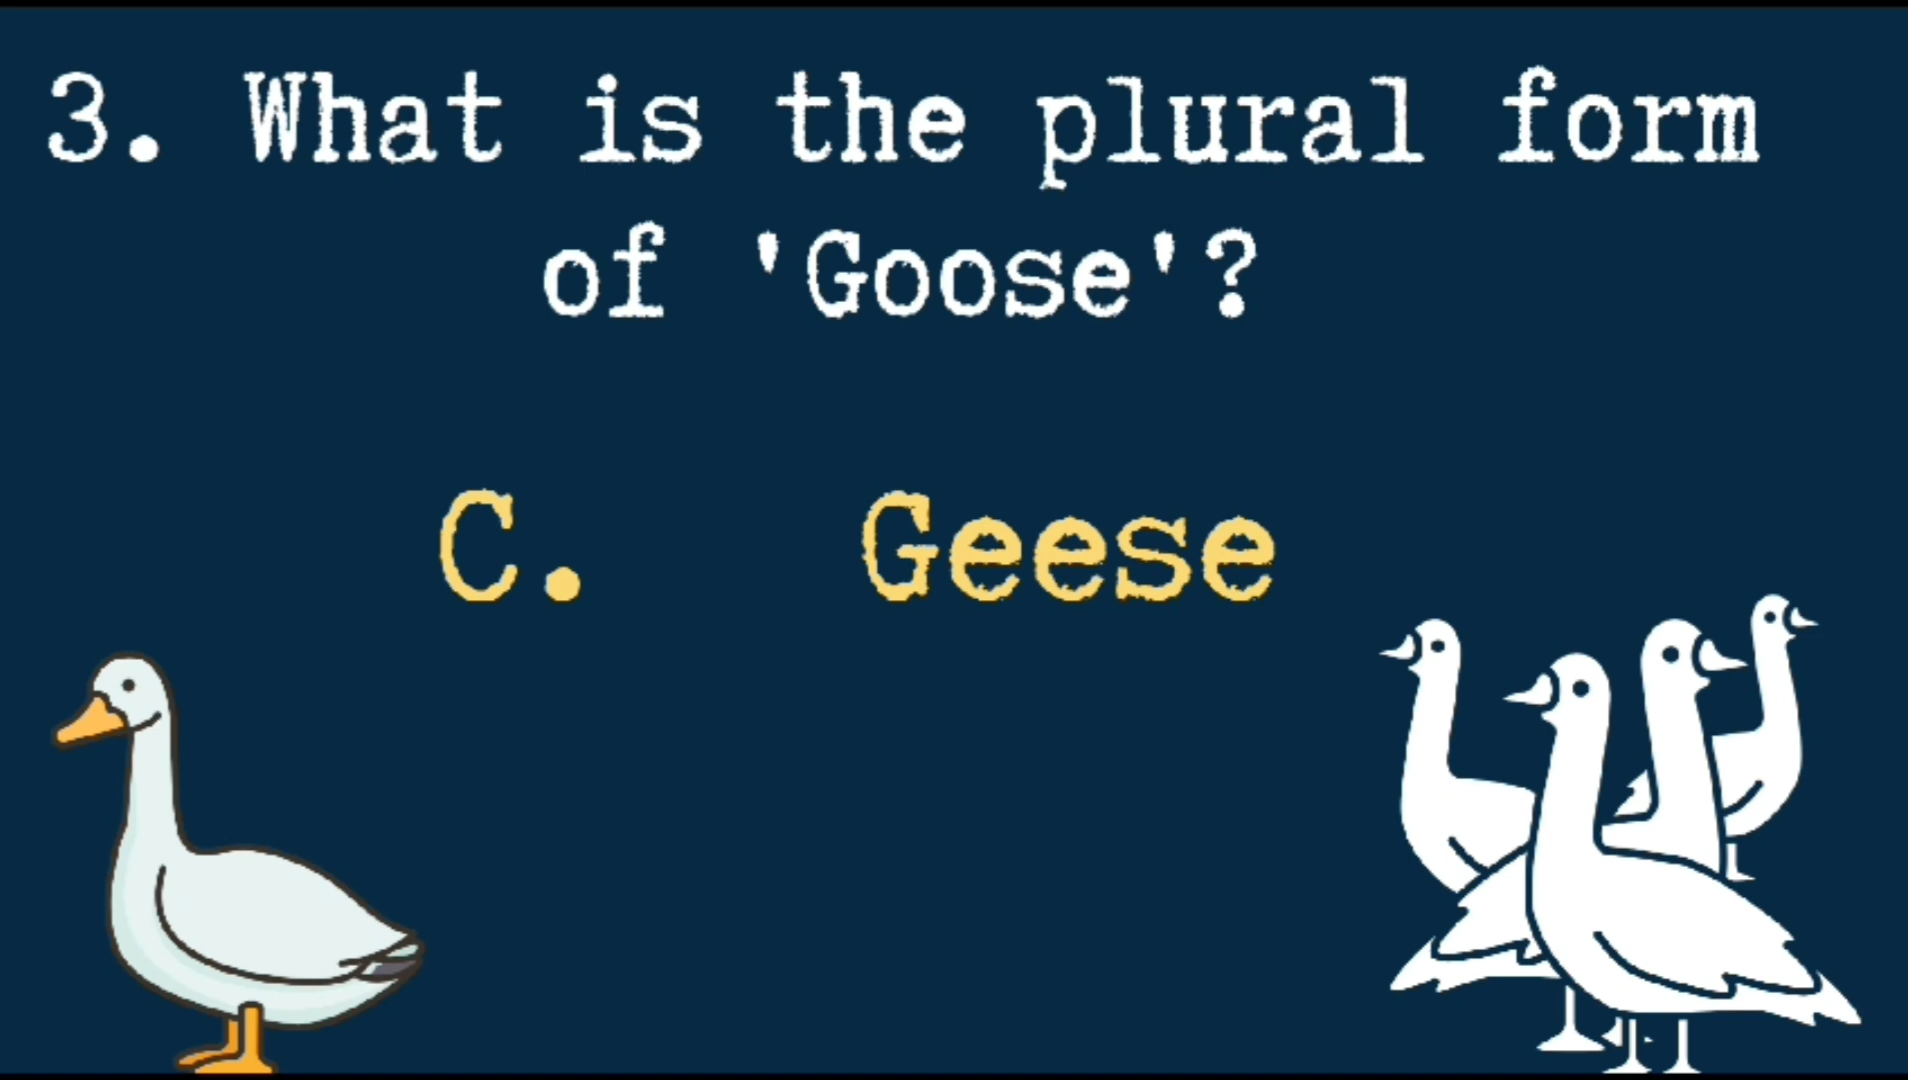 3. What is the plural form
of 'Goose'?
C. Geese